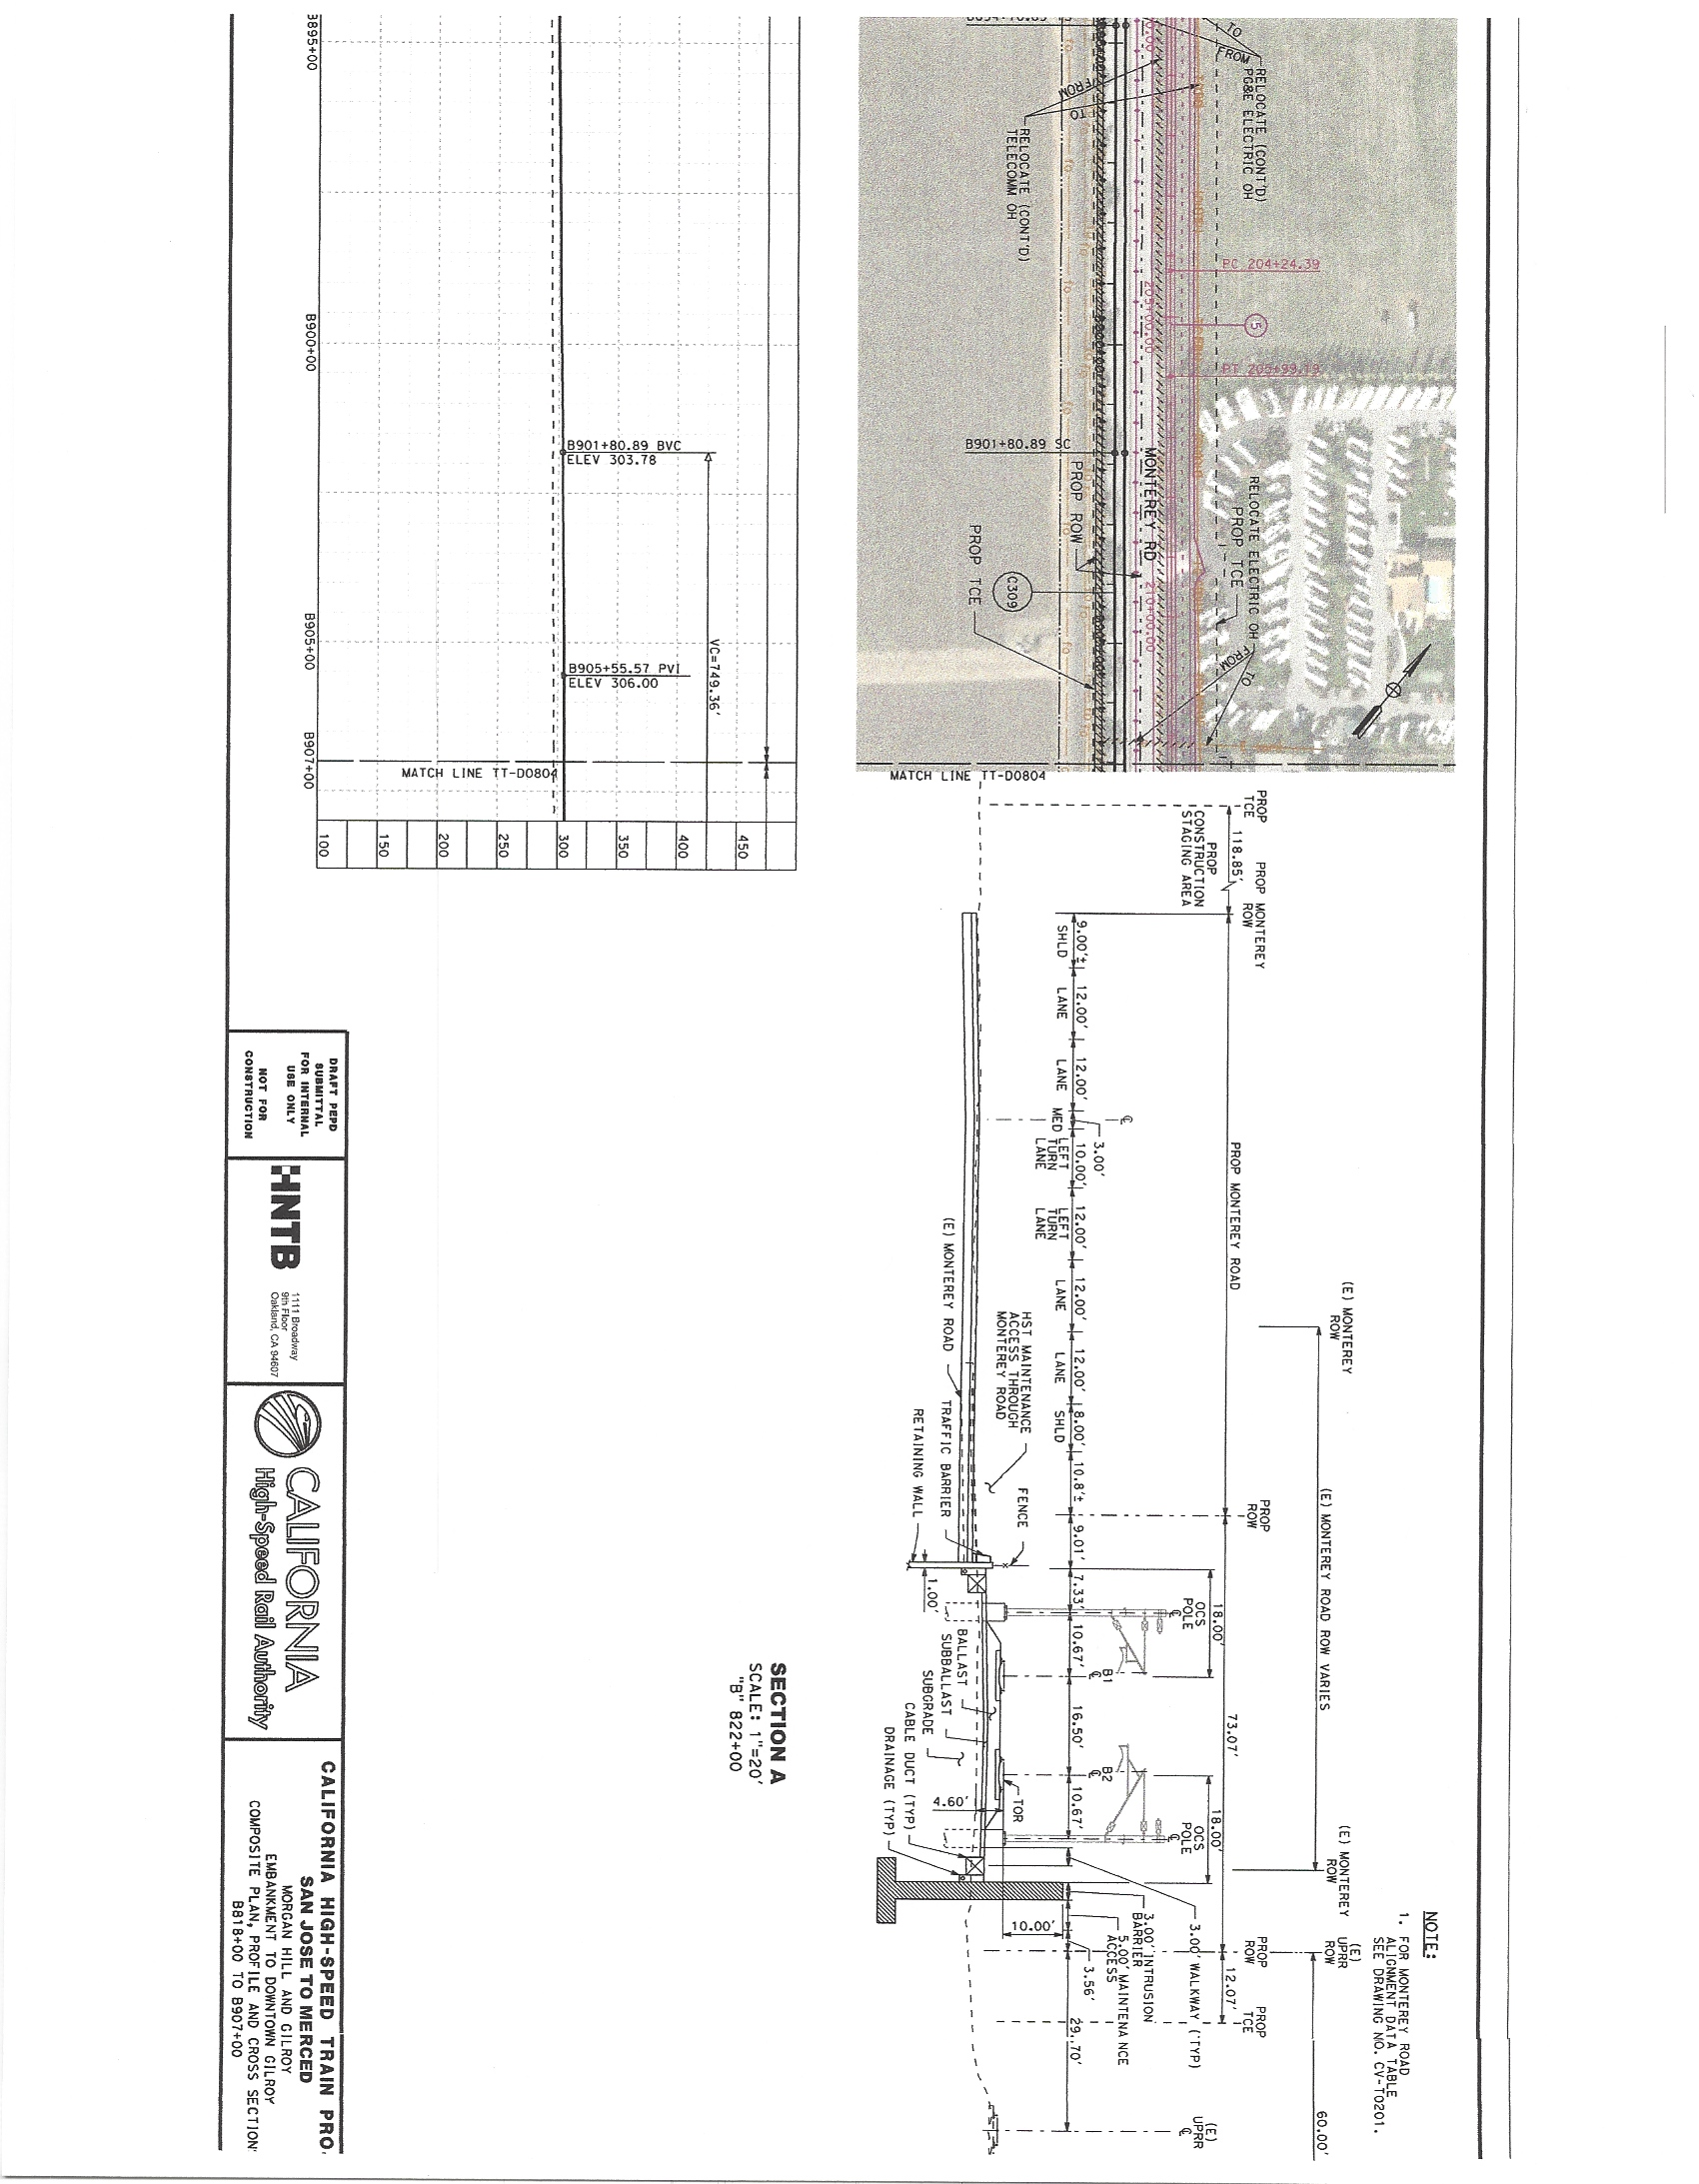 RELOCATE (CONT'D)
PG&E ELECTRIC OH
TO
FROM
FROM
TO
RELOCATE (CONT'D)
TELECOMM OH
PC 204+24.39
5
PT 205+99.19
205+00.00
B901+80.89 SC
MONTEREY RD
210+00.00
PROP ROW
PROP TCE
C309
RELOCATE ELECTRIC OH
PROP TCE
FROM
TO
MATCH LINE TT-D0804
B895+00
B900+00
B905+00
B907+00
B901+80.89 BVC
ELEV 303.78
B905+55.57 PVI
ELEV 306.00
VC=749.36'
MATCH LINE TT-D0804
450
400
350
300
250
200
150
100
NOTE:
1. FOR MONTEREY ROAD
ALIGNMENT DATA TABLE
SEE DRAWING NO. CV-T0201.
(E) MONTEREY
ROW
(E) MONTEREY ROAD ROW VARIES
(E) MONTEREY
ROW
(E)
UPRR
ROW
60.00'
PROP
TCE
118.85'
PROP MONTEREY
ROW
PROP MONTEREY ROAD
PROP
ROW
73.07'
PROP
ROW
12.07'
PROP
TCE
PROP
CONSTRUCTION
STAGING AREA
18.00'
OCS
POLE
18.00'
OCS
POLE
(E)
UPRR
9.00'±
SHLD
12.00'
LANE
12.00'
LANE
3.00'
MED
10.00'
LEFT
TURN
LANE
12.00'
LEFT
TURN
LANE
12.00'
LANE
12.00'
LANE
8.00'
SHLD
10.8'±
9.01'
7.33'
10.67'
B1
16.50'
B2
10.67'
3.00' WALKWAY (TYP)
3.00' INTRUSION
BARRIER
5.00' MAINTENANCE
ACCESS
3.56'
29.70'
10.00'
HST MAINTENANCE
ACCESS THROUGH
MONTEREY ROAD
FENCE
(E) MONTEREY ROAD
TRAFFIC BARRIER
RETAINING WALL
1.00'
BALLAST
SUBBALLAST
SUBGRADE
CABLE DUCT (TYP)
DRAINAGE (TYP)
TOR
4.60'
SECTION A
SCALE: 1"=20'
"B" 822+00
DRAFT PEPD
SUBMITTAL
FOR INTERNAL
USE ONLY
NOT FOR
CONSTRUCTION
HNTB
1111 Broadway
9th Floor
Oakland, CA 94607
CALIFORNIA
High-Speed Rail Authority
CALIFORNIA HIGH-SPEED TRAIN PRO
SAN JOSE TO MERCED
MORGAN HILL AND GILROY
EMBANKMENT TO DOWNTOWN GILROY
COMPOSITE PLAN, PROFILE AND CROSS SECTION
B818+00 TO B907+00